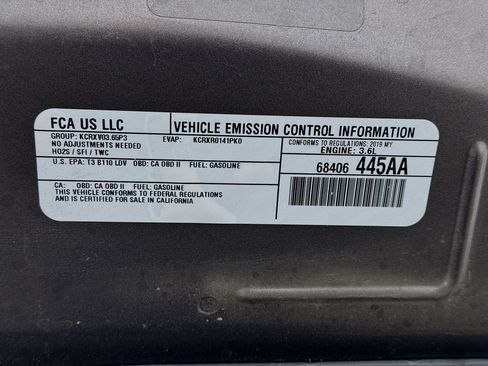 FCA US LLC
VEHICLE EMISSION CONTROL INFORMATION
GROUP: KCRXV03.65P3
EVAP: KCRXR0141PK0
NO ADJUSTMENTS NEEDED
HO2S / SFI / TWC
CONFORMS TO REGULATIONS: 2019 MY
ENGINE: 3.6L
U.S. EPA: T3 B110 LDV OBD: CA OBD II FUEL: GASOLINE
68406 445AA
CA: OBD: CA OBD II FUEL: GASOLINE
THIS VEHICLE CONFORMS TO FEDERAL REGULATIONS
AND IS CERTIFIED FOR SALE IN CALIFORNIA